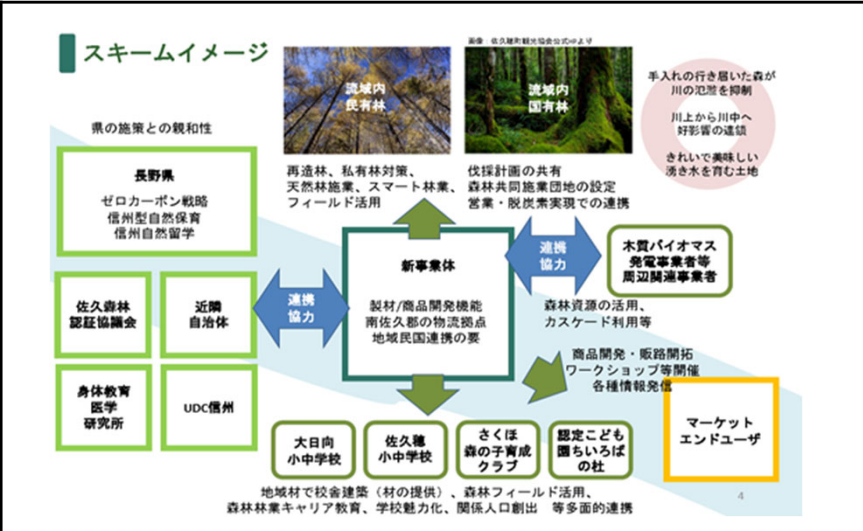 スキームイメージ
画像：佐久穂町観光協会公式HPより
流域内
民有林
流域内
国有林
手入れの行き届いた森が
川の氾濫を抑制
川上から川中へ
好影響の連鎖
きれいで美味しい
湧き水を育む土地
県の施策との親和性
長野県
ゼロカーボン戦略
信州型自然保育
信州自然留学
再造林、私有林対策、
天然林施業、スマート林業、
フィールド活用
伐採計画の共有
森林共同施業団地の設定
営業・脱炭素実現での連携
新事業体
製材/商品開発機能
南佐久郡の物流拠点
地域民国連携の要
連携
協力
木質バイオマス
発電事業者等
周辺関連事業者
森林資源の活用、
カスケード利用等
佐久森林
認証協議会
近隣
自治体
連携
協力
身体教育
医学
研究所
UDC信州
商品開発・販路開拓
ワークショップ等開催
各種情報発信
マーケット
エンドユーザ
大日向
小中学校
佐久穂
小中学校
さくほ
森の子育成
クラブ
認定こども
園ちいろば
の杜
地域材で校舎建築（材の提供）、森林フィールド活用、
森林林業キャリア教育、学校魅力化、関係人口創出　等多面的連携
4